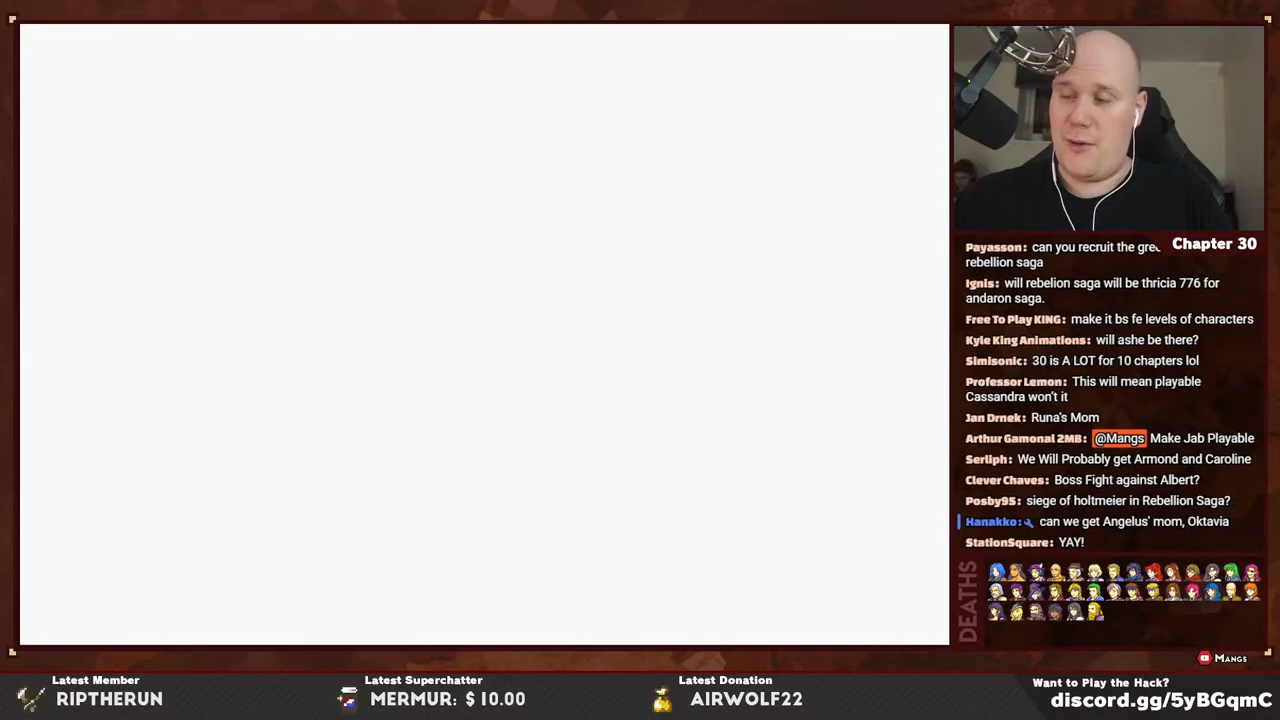 Payasson: can you recruit the gre
rebellion saga
Chapter 30
Ignis: will rebelion saga will be thricia 776 for
andaron saga.
Free To Play KING: make it bs fe levels of characters
Kyle King Animations: will ashe be there?
Simisonic: 30 is A LOT for 10 chapters lol
Professor Lemon: This will mean playable
Cassandra won't it
Jan Drnek: Runa's Mom
Arthur Gamonal 2MB: @Mangs Make Jab Playable
Serliph: We Will Probably get Armond and Caroline
Clever Chaves: Boss Fight against Albert?
Posby95: siege of holtmeier in Rebellion Saga?
Hanakko: can we get Angelus' mom, Oktavia
StationSquare: YAY!
DEATHS
MANGS
Latest Member
RIPTHERUN
Latest Superchatter
MERMUR: $10.00
Latest Donation
AIRWOLF22
Want to Play the Hack?
discord.gg/5yBGqmC